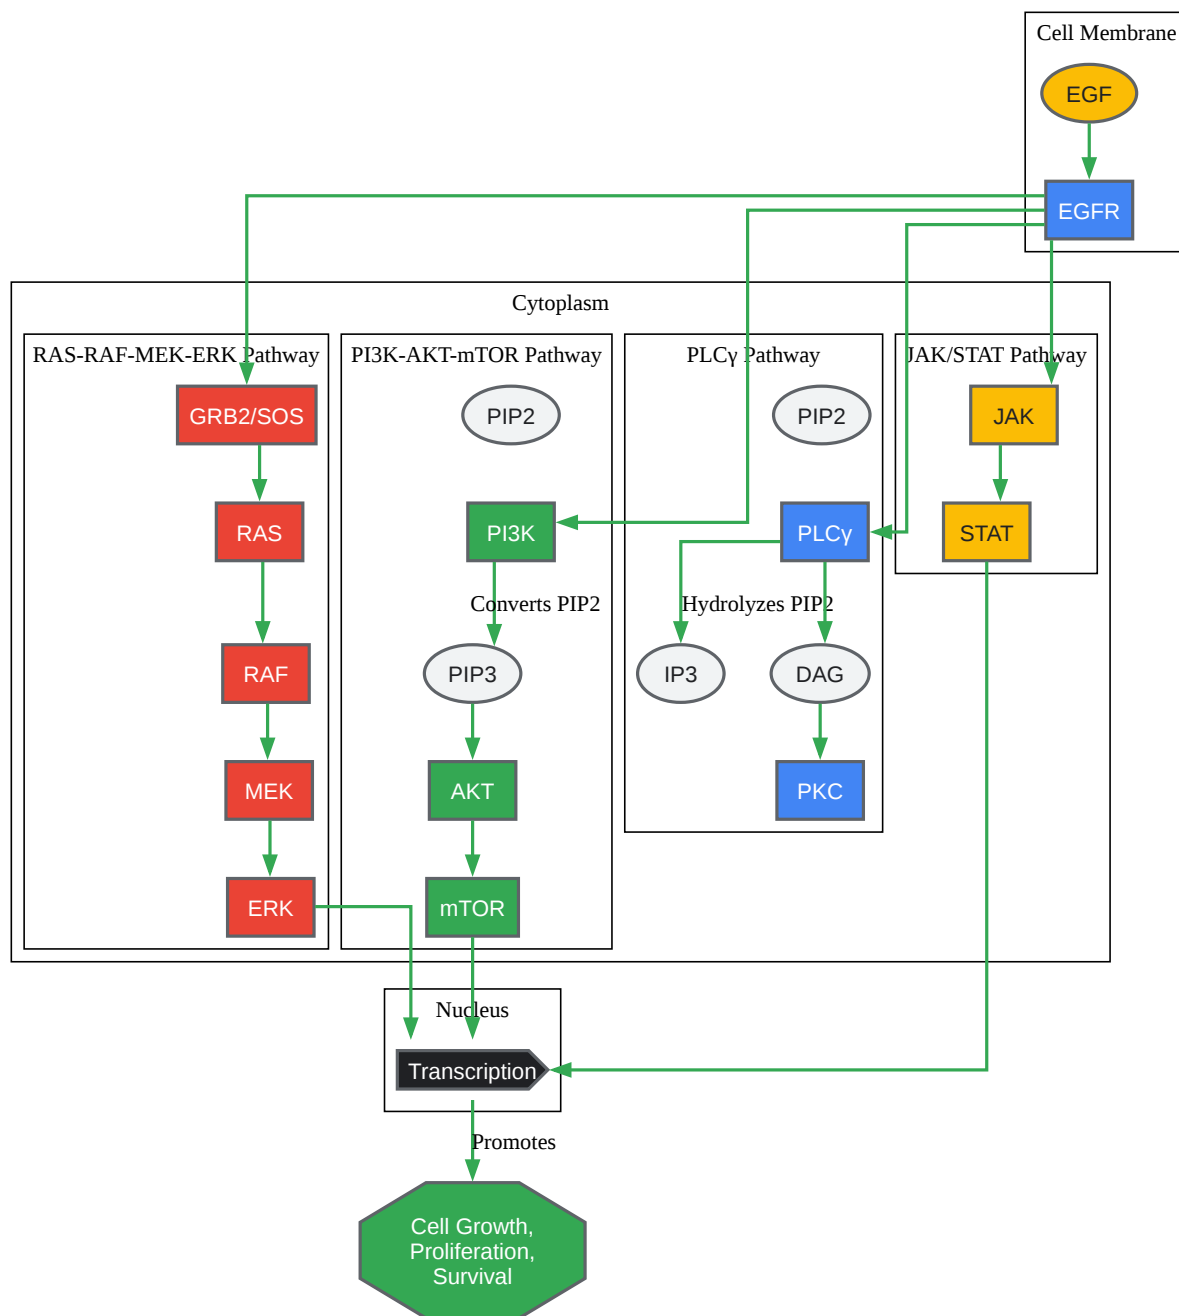 Cell Membrane
EGF
EGFR
Cytoplasm
RAS-RAF-MEK-ERK Pathway
PI3K-AKT-mTOR Pathway
PLCγ Pathway
JAK/STAT Pathway
GRB2/SOS
PIP2
PIP2
JAK
RAS
PI3K
PLCγ
STAT
Converts PIP2
Hydrolyzes PIP2
RAF
PIP3
IP3
DAG
MEK
AKT
PKC
ERK
mTOR
Nucleus
Transcription
Promotes
Cell Growth,
Proliferation,
Survival